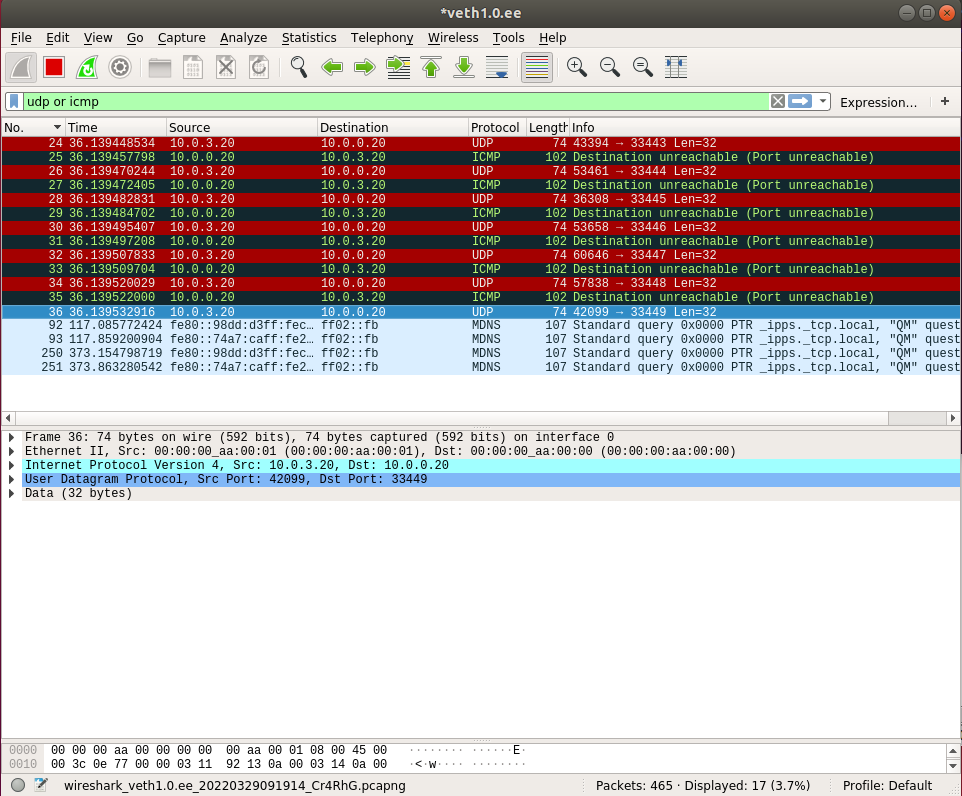 *veth1.0.ee
File Edit View Go Capture Analyze Statistics Telephony Wireless Tools Help
udp or icmp Expression… +
No. Time Source Destination Protocol Length Info
24 36.139448534 10.0.3.20 10.0.0.20 UDP 74 43394 → 33443 Len=32
25 36.139457798 10.0.0.20 10.0.3.20 ICMP 102 Destination unreachable (Port unreachable)
26 36.139470244 10.0.3.20 10.0.0.20 UDP 74 53461 → 33444 Len=32
27 36.139472405 10.0.0.20 10.0.3.20 ICMP 102 Destination unreachable (Port unreachable)
28 36.139482831 10.0.3.20 10.0.0.20 UDP 74 36308 → 33445 Len=32
29 36.139484702 10.0.0.20 10.0.3.20 ICMP 102 Destination unreachable (Port unreachable)
30 36.139495407 10.0.3.20 10.0.0.20 UDP 74 53658 → 33446 Len=32
31 36.139497208 10.0.0.20 10.0.3.20 ICMP 102 Destination unreachable (Port unreachable)
32 36.139507833 10.0.3.20 10.0.0.20 UDP 74 60646 → 33447 Len=32
33 36.139509704 10.0.0.20 10.0.3.20 ICMP 102 Destination unreachable (Port unreachable)
34 36.139520029 10.0.3.20 10.0.0.20 UDP 74 57838 → 33448 Len=32
35 36.139522000 10.0.0.20 10.0.3.20 ICMP 102 Destination unreachable (Port unreachable)
36 36.139532916 10.0.3.20 10.0.0.20 UDP 74 42099 → 33449 Len=32
92 117.085772424 fe80::98dd:d3ff:fec… ff02::fb MDNS 107 Standard query 0x0000 PTR _ipps._tcp.local, "QM" quest
93 117.859200904 fe80::74a7:caff:fe2… ff02::fb MDNS 107 Standard query 0x0000 PTR _ipps._tcp.local, "QM" quest
250 373.154798719 fe80::98dd:d3ff:fec… ff02::fb MDNS 107 Standard query 0x0000 PTR _ipps._tcp.local, "QM" quest
251 373.863280542 fe80::74a7:caff:fe2… ff02::fb MDNS 107 Standard query 0x0000 PTR _ipps._tcp.local, "QM" quest
Frame 36: 74 bytes on wire (592 bits), 74 bytes captured (592 bits) on interface 0
Ethernet II, Src: 00:00:00_aa:00:01 (00:00:00:aa:00:01), Dst: 00:00:00_aa:00:00 (00:00:00:aa:00:00)
Internet Protocol Version 4, Src: 10.0.3.20, Dst: 10.0.0.20
User Datagram Protocol, Src Port: 42099, Dst Port: 33449
Data (32 bytes)
0000 00 00 00 aa 00 00 00 00 00 aa 00 01 08 00 45 00 ········ ······E·
0010 00 3c 0e 77 00 00 03 11 92 13 0a 00 03 14 0a 00 ·<·w···· ········
wireshark_veth1.0.ee_20220329091914_Cr4RhG.pcapng Packets: 465 · Displayed: 17 (3.7%) Profile: Default